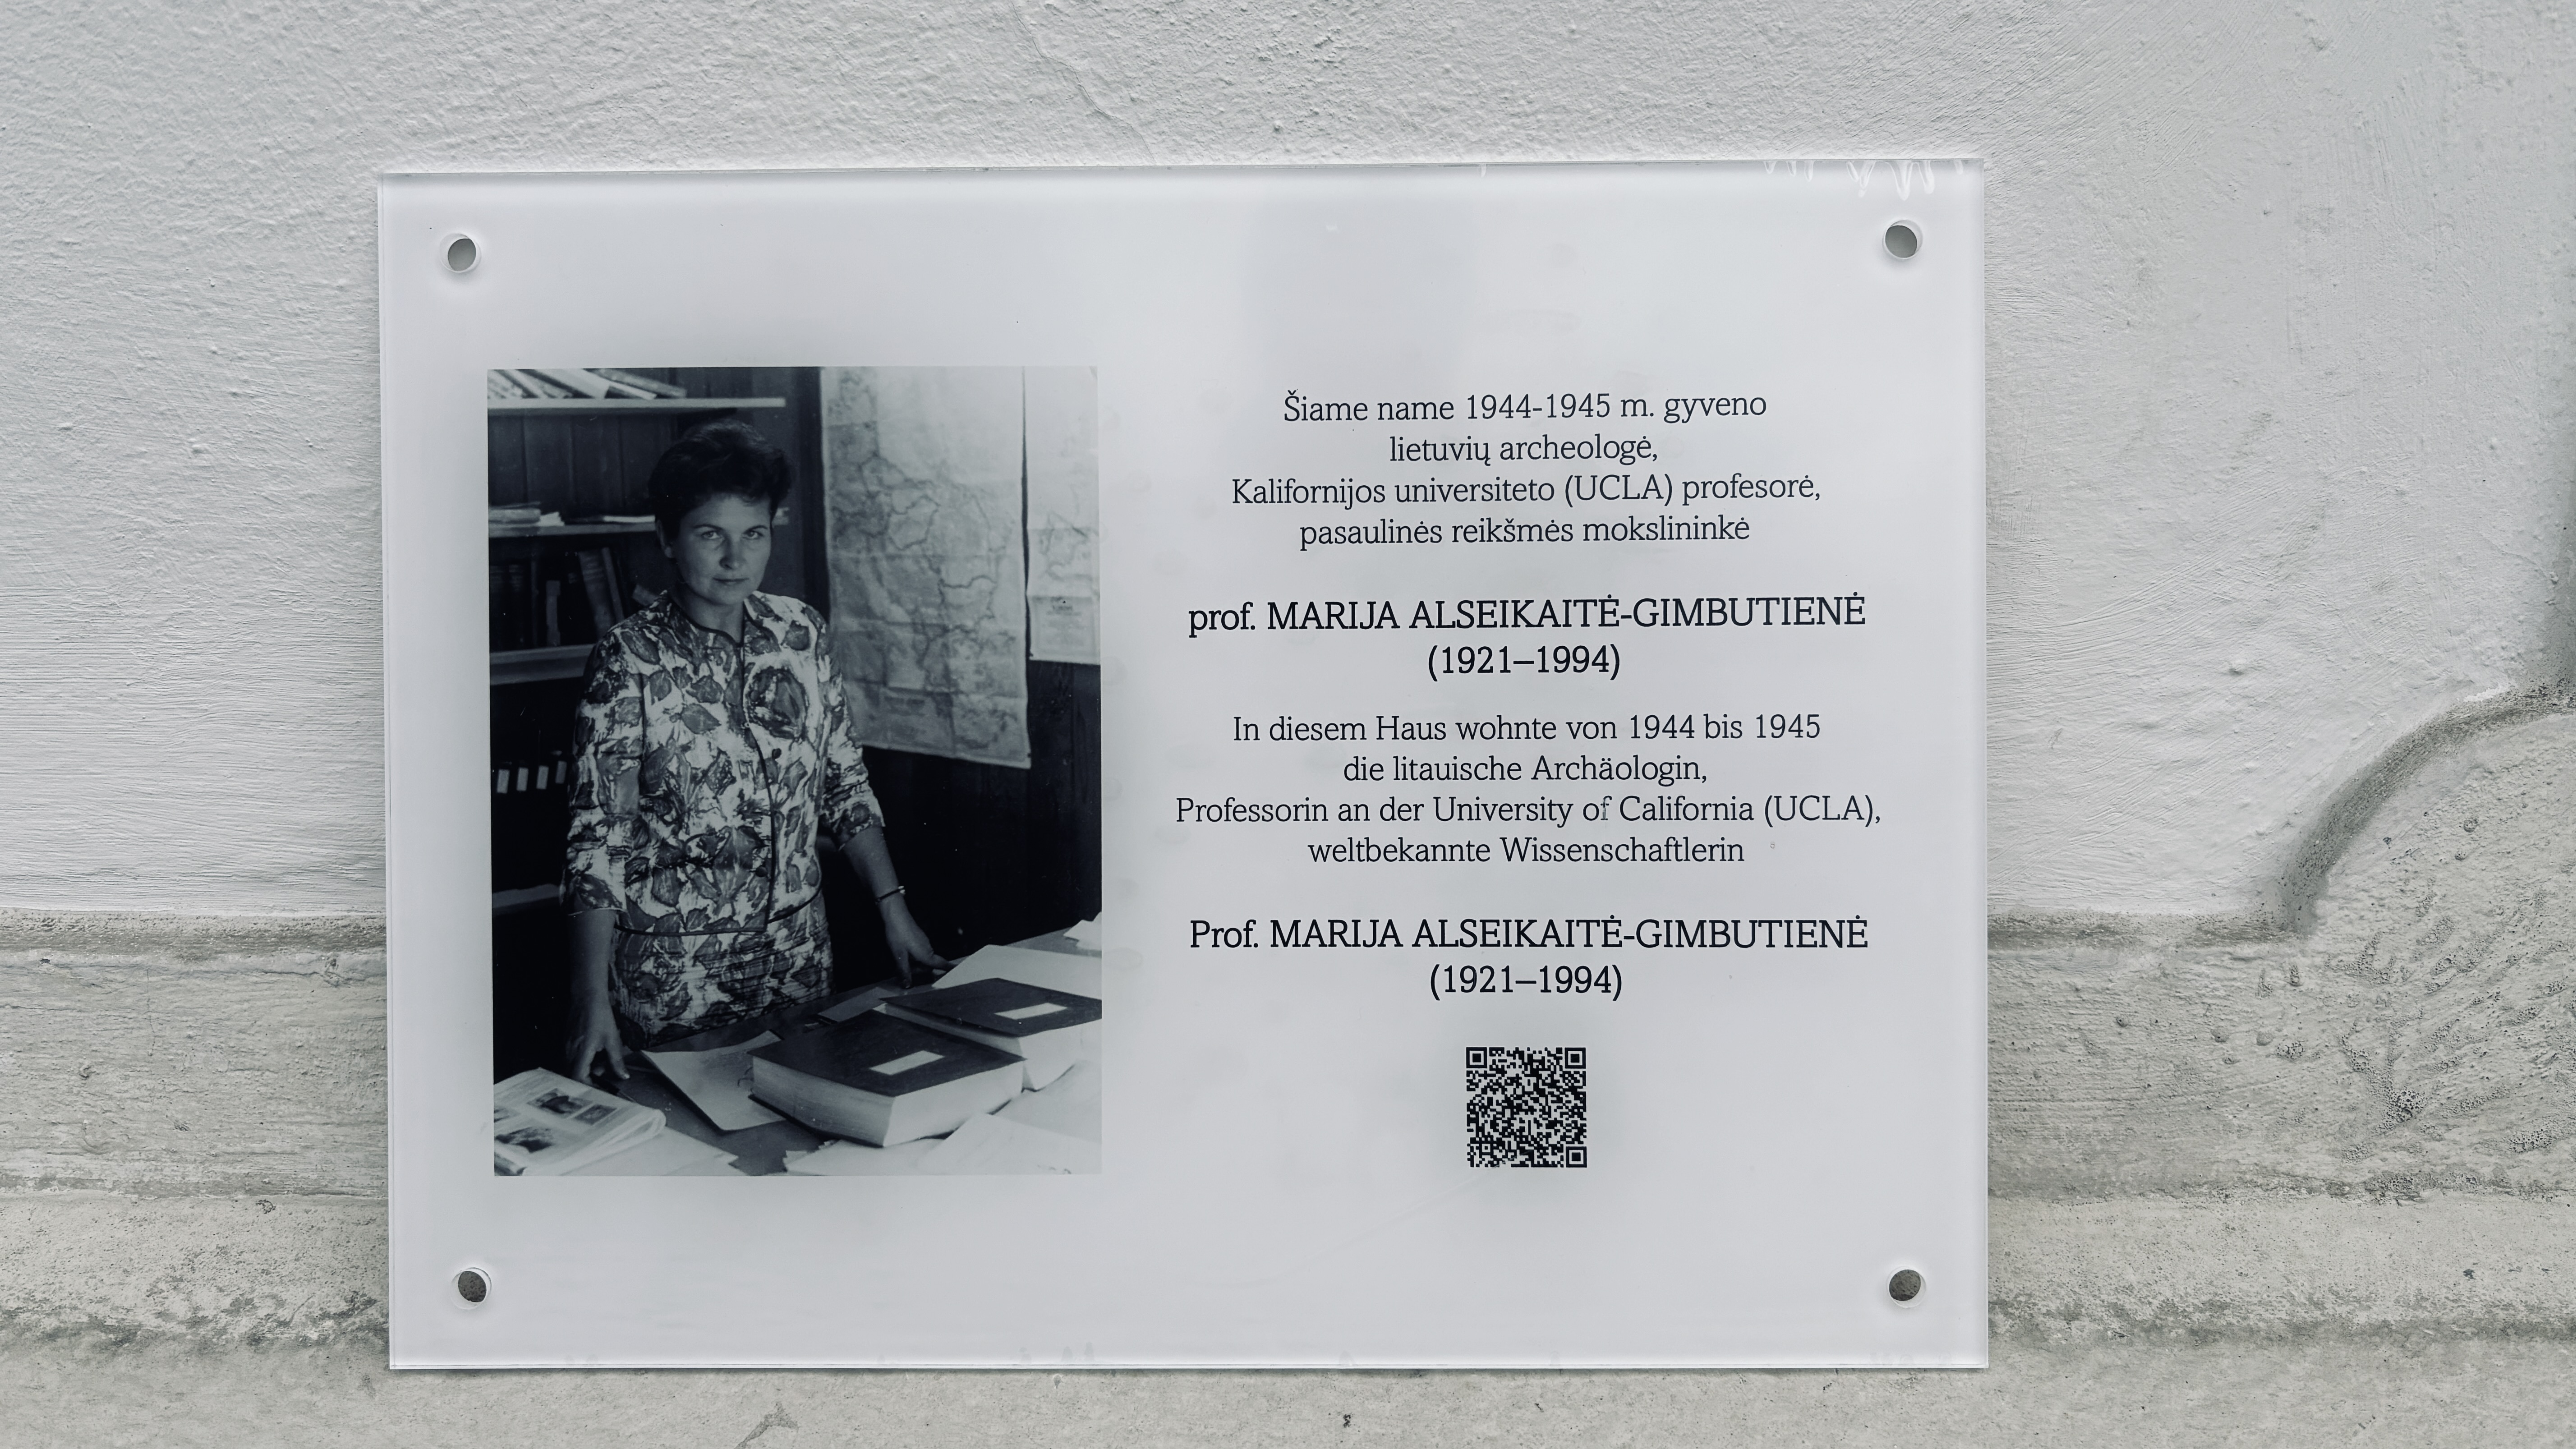 Šiame name 1944-1945 m. gyveno
lietuvių archeologė,
Kalifornijos universiteto (UCLA) profesorė,
pasaulinės reikšmės mokslininkė
prof. MARIJA ALSEIKAITĖ-GIMBUTIENĖ
(1921–1994)
In diesem Haus wohnte von 1944 bis 1945
die litauische Archäologin,
Professorin an der University of California (UCLA),
weltbekannte Wissenschaftlerin
Prof. MARIJA ALSEIKAITĖ-GIMBUTIENĖ
(1921–1994)